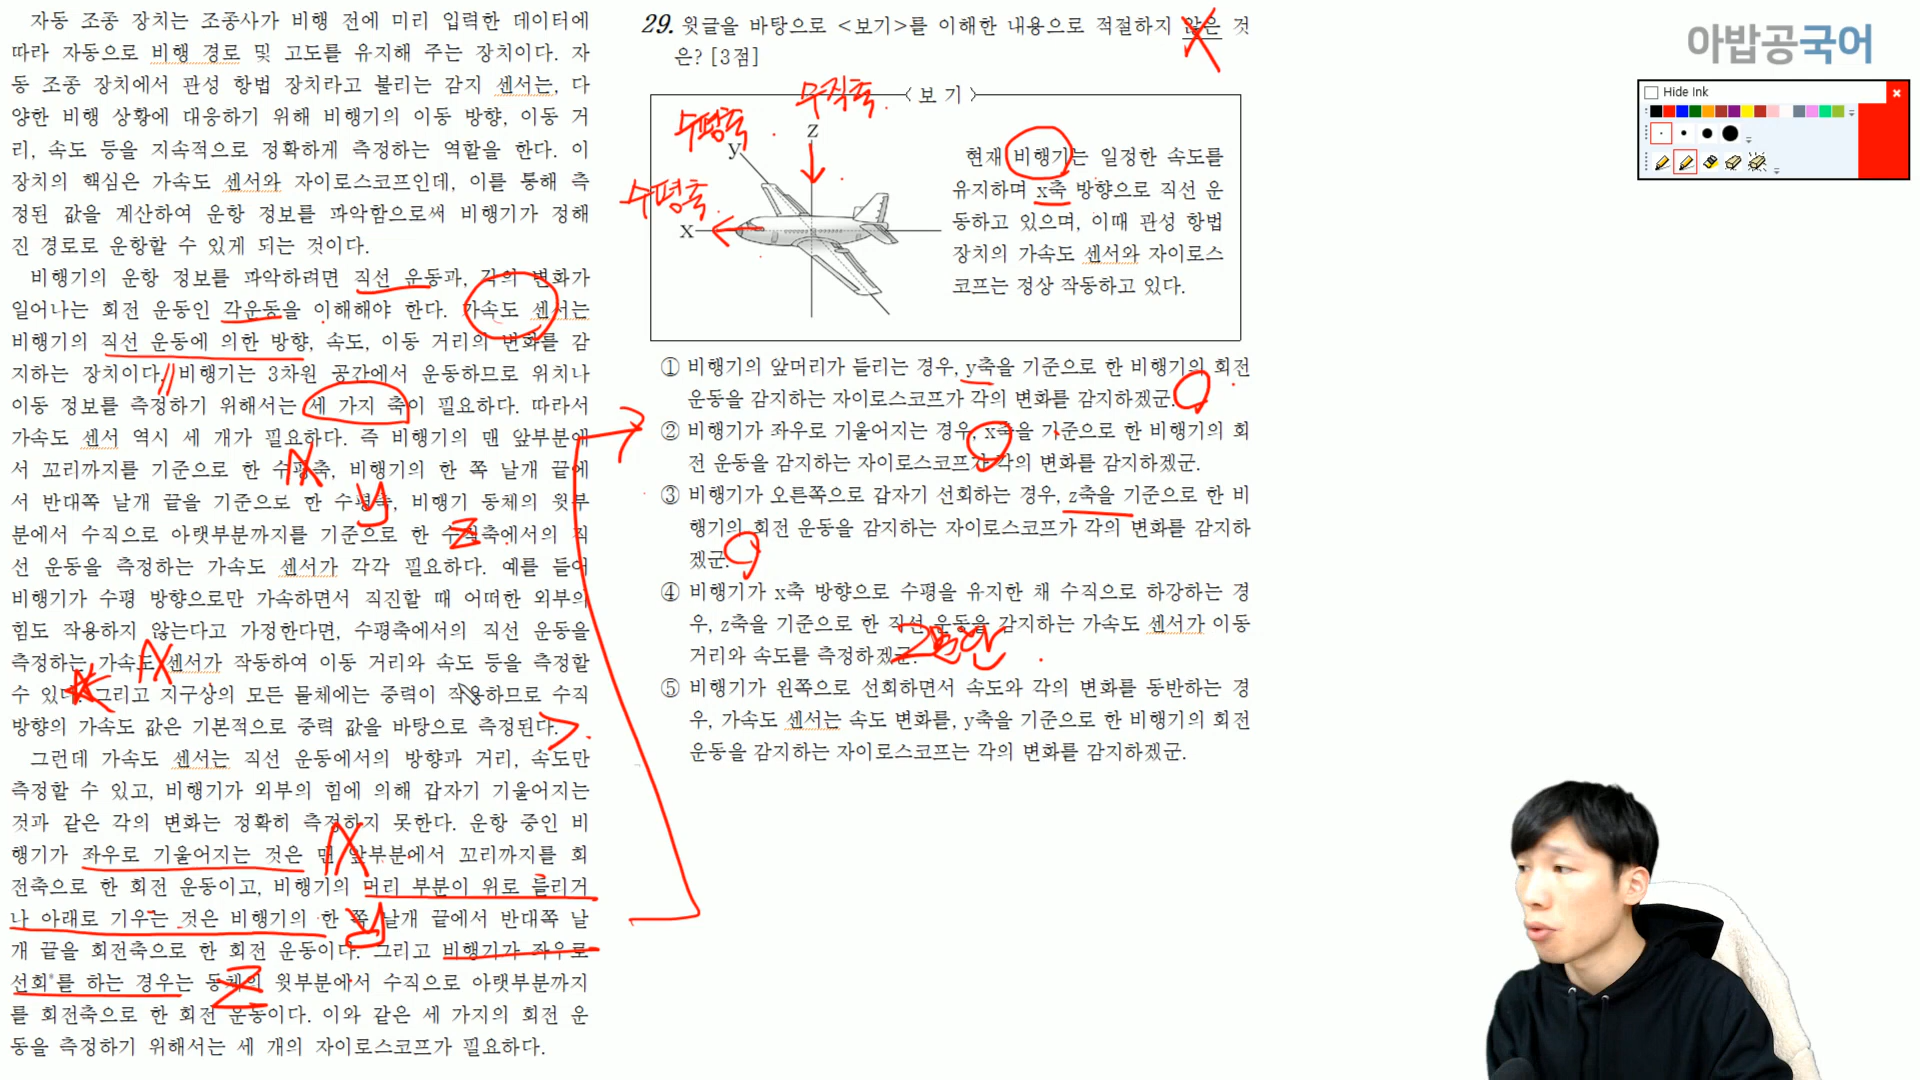 자동 조종 장치는 조종사가 비행 전에 미리 입력한 데이터에
따라 자동으로 비행 경로 및 고도를 유지해 주는 장치이다. 자
동 조종 장치에서 관성 항법 장치라고 불리는 감지 센서는, 다
양한 비행 상황에 대응하기 위해 비행기의 이동 방향, 이동 거
리, 속도 등을 지속적으로 정확하게 측정하는 역할을 한다. 이
장치의 핵심은 가속도 센서와 자이로스코프인데, 이를 통해 측
정된 값을 계산하여 운항 정보를 파악함으로써 비행기가 정해
진 경로로 운항할 수 있게 되는 것이다.
비행기의 운항 정보를 파악하려면 직선 운동과, 각의 변화가
일어나는 회전 운동인 각운동을 이해해야 한다. 가속도 센서는
비행기의 직선 운동에 의한 방향, 속도, 이동 거리의 변화를 감
지하는 장치이다. 비행기는 3차원 공간에서 운동하므로 위치나
이동 정보를 측정하기 위해서는 세 가지 축이 필요하다. 따라서
가속도 센서 역시 세 개가 필요하다. 즉 비행기의 맨 앞부분에
서 꼬리까지를 기준으로 한 수평축, 비행기의 한 쪽 날개 끝에
서 반대쪽 날개 끝을 기준으로 한 수평축, 비행기 동체의 윗부
분에서 수직으로 아랫부분까지를 기준으로 한 수직축에서의 직
선 운동을 측정하는 가속도 센서가 각각 필요하다. 예를 들어
비행기가 수평 방향으로만 가속하면서 직진할 때 어떠한 외부의
힘도 작용하지 않는다고 가정한다면, 수평축에서의 직선 운동을
측정하는 가속도 센서가 작동하여 이동 거리와 속도 등을 측정할
수 있다. 그리고 지구상의 모든 물체에는 중력이 작용하므로 수직
방향의 가속도 값은 기본적으로 중력 값을 바탕으로 측정된다.
그런데 가속도 센서는 직선 운동에서의 방향과 거리, 속도만
측정할 수 있고, 비행기가 외부의 힘에 의해 갑자기 기울어지는
것과 같은 각의 변화는 정확히 측정하지 못한다. 운항 중인 비
행기가 좌우로 기울어지는 것은 맨 앞부분에서 꼬리까지를 회
전축으로 한 회전 운동이고, 비행기의 머리 부분이 위로 들리거
나 아래로 기우는 것은 비행기의 한 쪽 날개 끝에서 반대쪽 날
개 끝을 회전축으로 한 회전 운동이다. 그리고 비행기가 좌우로
선회*를 하는 경우는 동체의 윗부분에서 수직으로 아랫부분까지
를 회전축으로 한 회전 운동이다. 이와 같은 세 가지의 회전 운
동을 측정하기 위해서는 세 개의 자이로스코프가 필요하다.
x
y
z
x
x
y
z
29. 윗글을 바탕으로 <보기>를 이해한 내용으로 적절하지 않은 것
은? [3점]
<보 기>
수직축
수평축
수평축
z
y
x
현재 비행기는 일정한 속도를
유지하며 x축 방향으로 직선 운
동하고 있으며, 이때 관성 항법
장치의 가속도 센서와 자이로스
코프는 정상 작동하고 있다.
① 비행기의 앞머리가 들리는 경우, y축을 기준으로 한 비행기의 회전
운동을 감지하는 자이로스코프가 각의 변화를 감지하겠군.
② 비행기가 좌우로 기울어지는 경우, x축을 기준으로 한 비행기의 회
전 운동을 감지하는 자이로스코프가 각의 변화를 감지하겠군.
③ 비행기가 오른쪽으로 갑자기 선회하는 경우, z축을 기준으로 한 비
행기의 회전 운동을 감지하는 자이로스코프가 각의 변화를 감지하
겠군.
④ 비행기가 x축 방향으로 수평을 유지한 채 수직으로 하강하는 경
우, z축을 기준으로 한 직선 운동을 감지하는 가속도 센서가 이동
거리와 속도를 측정하겠군.
2문단
⑤ 비행기가 왼쪽으로 선회하면서 속도와 각의 변화를 동반하는 경
우, 가속도 센서는 속도 변화를, y축을 기준으로 한 비행기의 회전
운동을 감지하는 자이로스코프는 각의 변화를 감지하겠군.
아밥공국어
Hide Ink